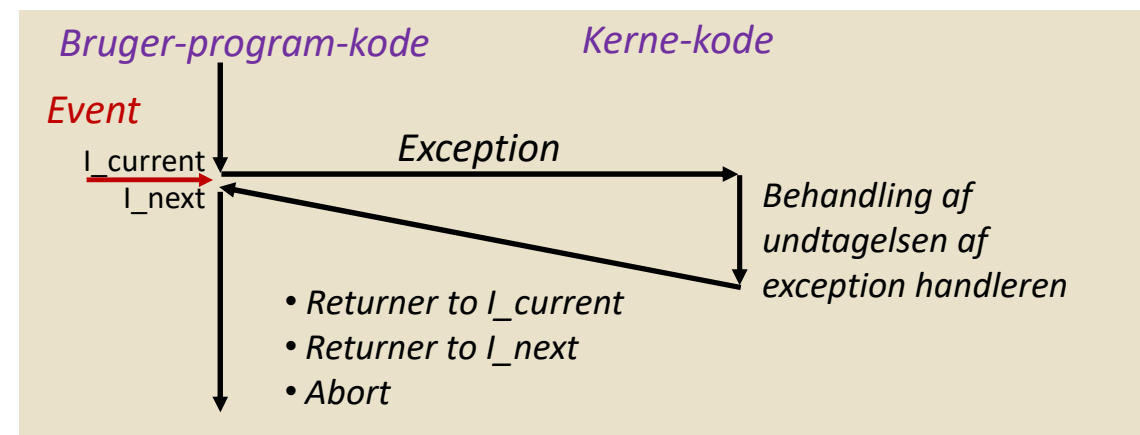 Bruger-program-kode
Kerne-kode
Event
I_current
Exception
I_next
Behandling af
undtagelsen af
exception handleren
• Returner to I_current
• Returner to I_next
• Abort